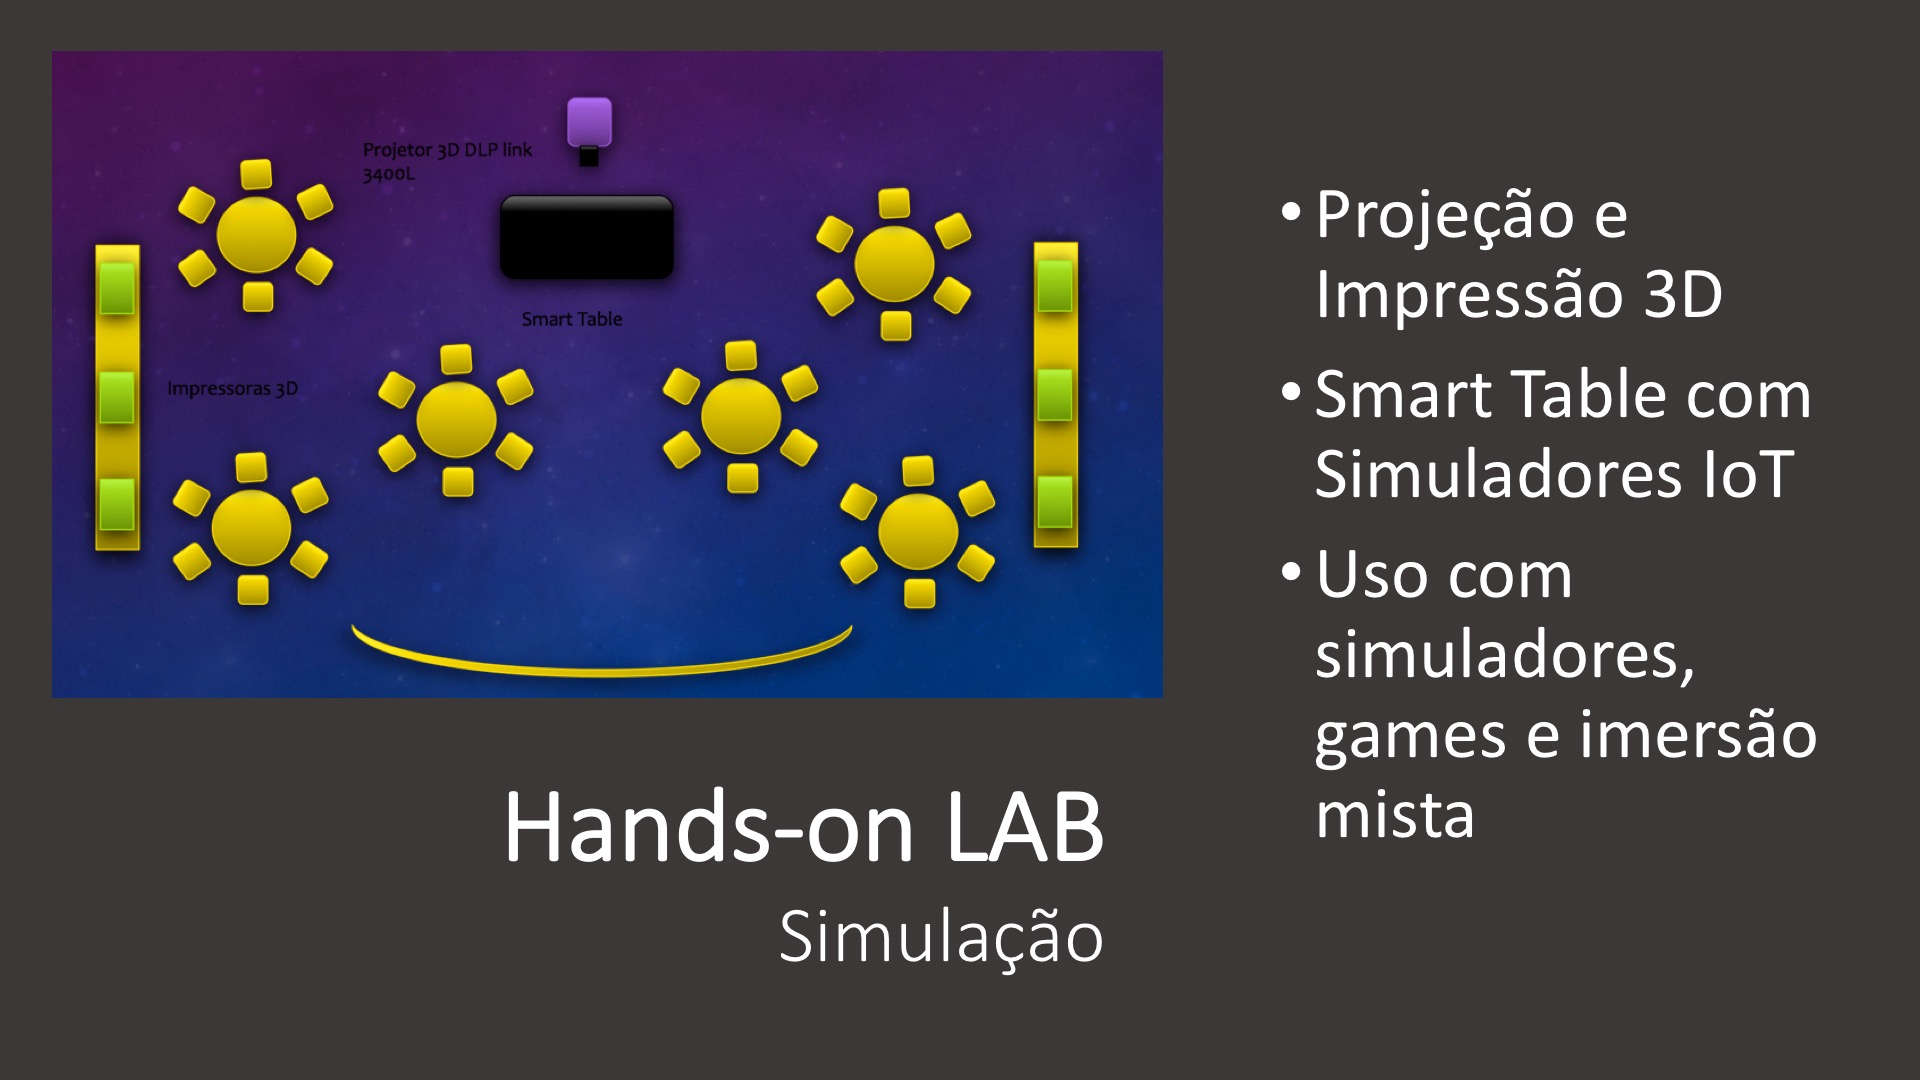 Projetor 3D DLP link
3400L
Smart Table
Impressoras 3D
Hands-on LAB
Simulação
• Projeção e
Impressão 3D
• Smart Table com
Simuladores IoT
• Uso com
simuladores,
games e imersão
mista